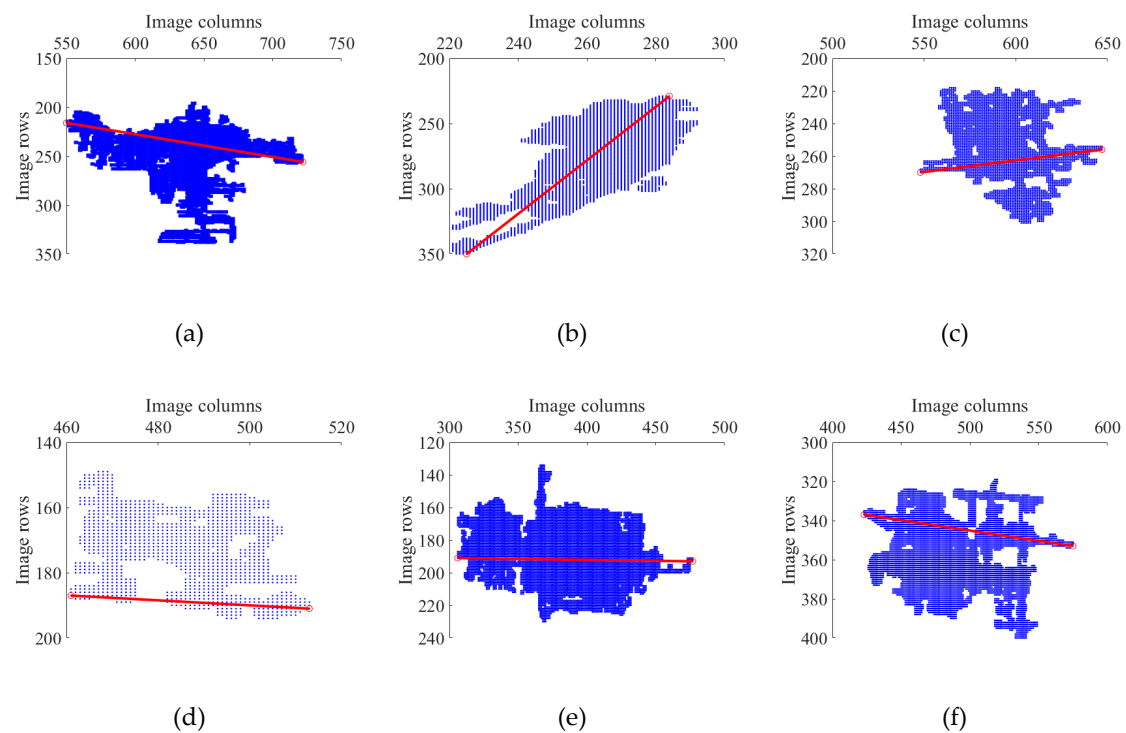 Image columns
550 600 650 700 750
Image rows
150
200
250
300
350
(a)
Image columns
220 240 260 280 300
Image rows
200
250
300
350
(b)
Image columns
500 550 600 650
Image rows
200
220
240
260
280
300
320
(c)
Image columns
460 480 500 520
Image rows
140
160
180
200
(d)
Image columns
300 350 400 450 500
Image rows
120
140
160
180
200
220
240
(e)
Image columns
400 450 500 550 600
Image rows
300
320
340
360
380
400
(f)